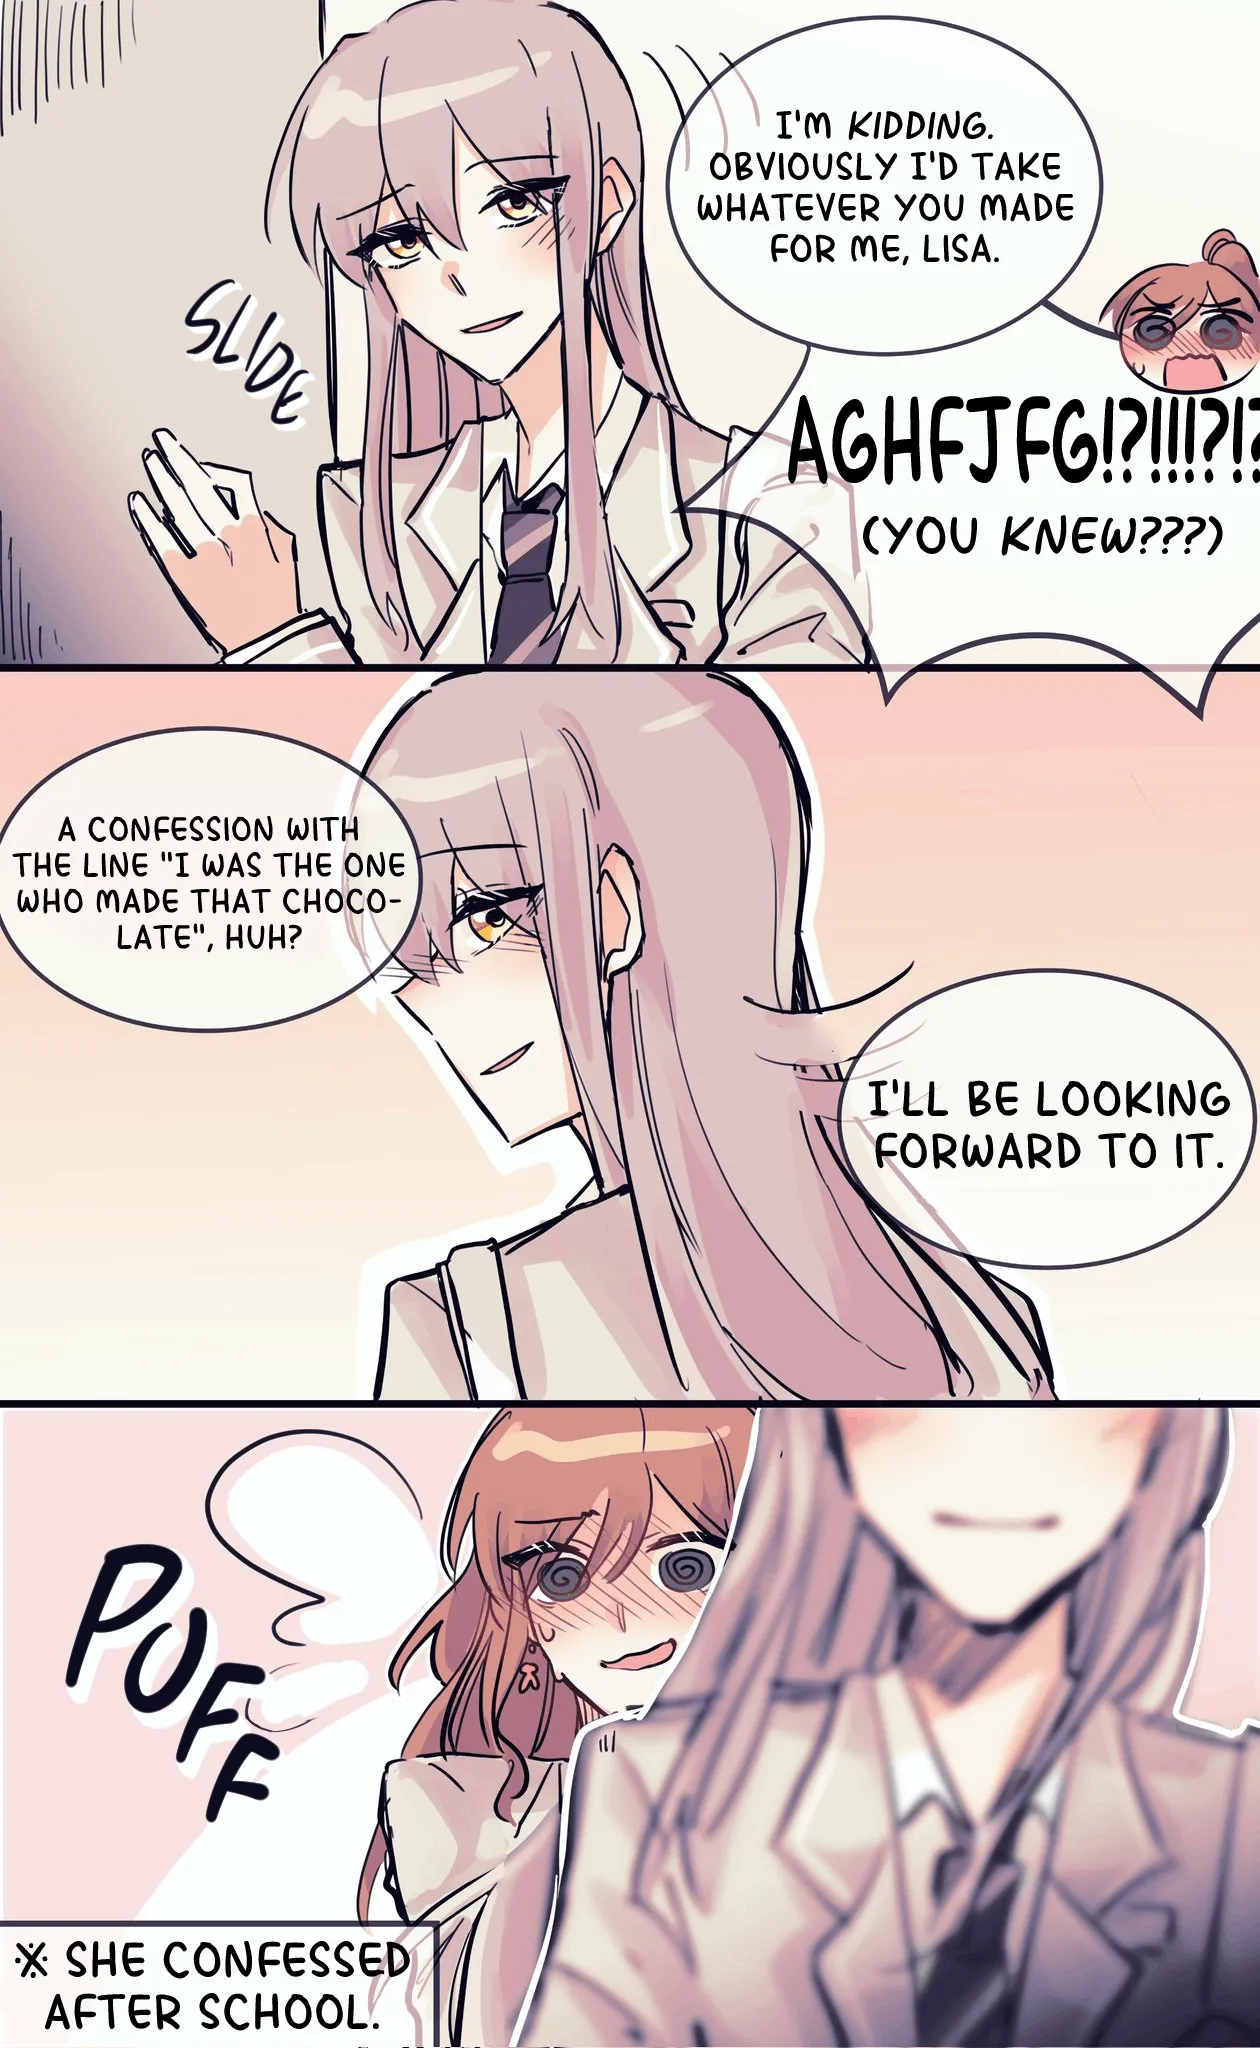 I'M KIDDING.
OBVIOUSLY I'D TAKE
WHATEVER YOU MADE
FOR ME, LISA.
SLIDE
AGHFJFG!?!!!?!?
(YOU KNEW???)
A CONFESSION WITH
THE LINE "I WAS THE ONE
WHO MADE THAT CHOCO-
LATE", HUH?
I'LL BE LOOKING
FORWARD TO IT.
POFF
※ SHE CONFESSED
AFTER SCHOOL.